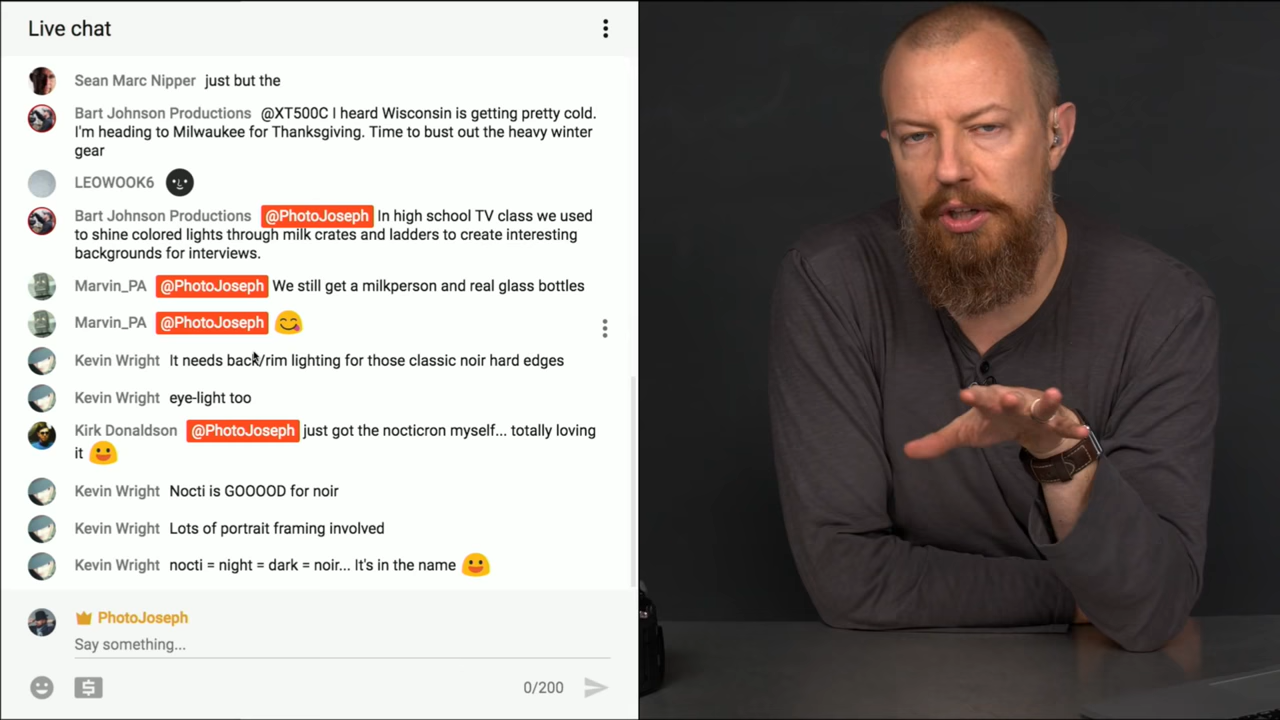 Live chat
Sean Marc Nipper just but the
Bart Johnson Productions @XT500C I heard Wisconsin is getting pretty cold.
I'm heading to Milwaukee for Thanksgiving. Time to bust out the heavy winter
gear
LEOWOOK6
Bart Johnson Productions @PhotoJoseph In high school TV class we used
to shine colored lights through milk crates and ladders to create interesting
backgrounds for interviews.
Marvin_PA @PhotoJoseph We still get a milkperson and real glass bottles
Marvin_PA @PhotoJoseph 😋
Kevin Wright It needs back/rim lighting for those classic noir hard edges
Kevin Wright eye-light too
Kirk Donaldson @PhotoJoseph just got the nocticron myself... totally loving
it 😃
Kevin Wright Nocti is GOOOOD for noir
Kevin Wright Lots of portrait framing involved
Kevin Wright nocti = night = dark = noir... It's in the name 😃
PhotoJoseph
Say something...
$ 0/200